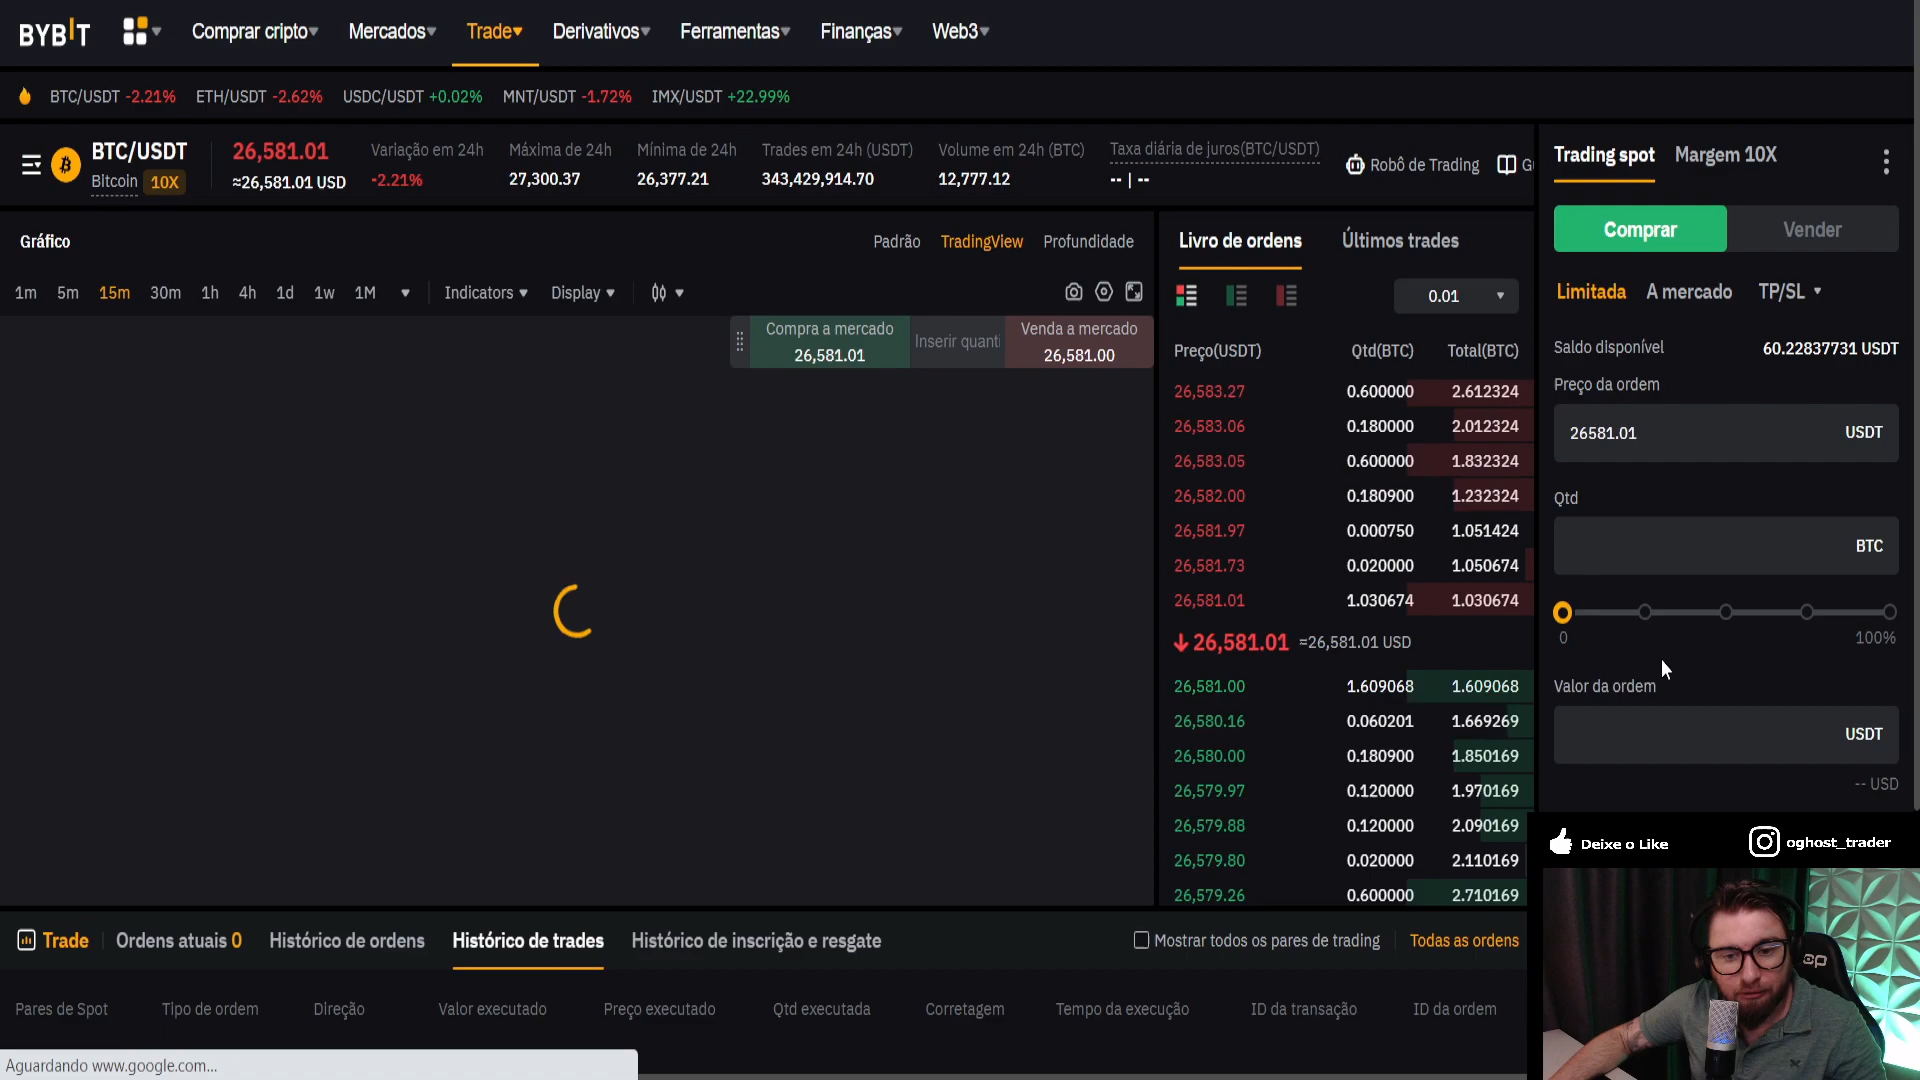 BYBIT
Comprar cripto
Mercados
Trade
Derivativos
Ferramentas
Finanças
Web3
BTC/USDT -2.21% ETH/USDT -2.62% USDC/USDT +0.02% MNT/USDT -1.72% IMX/USDT +22.99%
BTC/USDT
Bitcoin 10X
26,581.01
≈26,581.01 USD
Variação em 24h
-2.21%
Máxima de 24h
27,300.37
Mínima de 24h
26,377.21
Trades em 24h (USDT)
343,429,914.70
Volume em 24h (BTC)
12,777.12
Taxa diária de juros(BTC/USDT)
-- | --
Robô de Trading
Gráfico
Padrão TradingView Profundidade
1m 5m 15m 30m 1h 4h 1d 1w 1M Indicators Display
Compra a mercado
26,581.01
Inserir quanti
Venda a mercado
26,581.00
Livro de ordens Últimos trades
0.01
Preço(USDT) Qtd(BTC) Total(BTC)
26,583.27 0.600000 2.612324
26,583.06 0.180000 2.012324
26,583.05 0.600000 1.832324
26,582.00 0.180900 1.232324
26,581.97 0.000750 1.051424
26,581.73 0.020000 1.050674
26,581.01 1.030674 1.030674
26,581.01 ≈26,581.01 USD
26,581.00 1.609068 1.609068
26,580.16 0.060201 1.669269
26,580.00 0.180900 1.850169
26,579.97 0.120000 1.970169
26,579.88 0.120000 2.090169
26,579.80 0.020000 2.110169
26,579.26 0.600000 2.710169
Trading spot Margem 10X
Comprar Vender
Limitada A mercado TP/SL
Saldo disponível 60.22837731 USDT
Preço da ordem
26581.01 USDT
Qtd
BTC
0 100%
Valor da ordem
USDT
-- USD
Deixe o Like
oghost_trader
Trade Ordens atuais 0 Histórico de ordens Histórico de trades Histórico de inscrição e resgate
Mostrar todos os pares de trading Todas as ordens
Pares de Spot Tipo de ordem Direção Valor executado Preço executado Qtd executada Corretagem Tempo da execução ID da transação ID da ordem
Aguardando www.google.com...